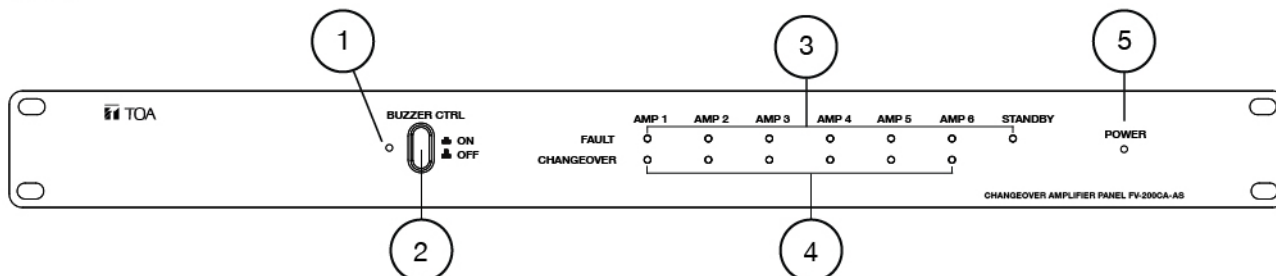 1
3
5
TOA
BUZZER CTRL
ON
OFF
AMP 1 AMP 2 AMP 3 AMP 4 AMP 5 AMP 6 STANDBY
FAULT
CHANGEOVER
POWER
CHANGEOVER AMPLIFIER PANEL FV-200CA-AS
2
4